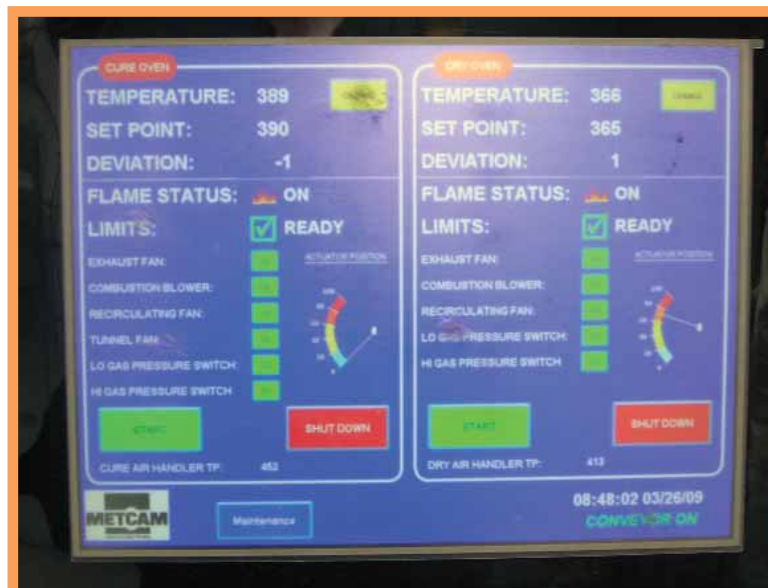 CURE OVEN
TEMPERATURE: 389
SET POINT: 390
DEVIATION: -1
FLAME STATUS: ON
LIMITS: READY
EXHAUST FAN:
ACTUATOR POSITION
COMBUSTION BLOWER:
RECIRCULATING FAN:
TUNNEL FAN:
LO GAS PRESSURE SWITCH:
HI GAS PRESSURE SWITCH
START
SHUT DOWN
CURE AIR HANDLER TP: 452
DRY OVEN
TEMPERATURE: 366
SET POINT: 365
DEVIATION: 1
FLAME STATUS: ON
LIMITS: READY
EXHAUST FAN:
ACTUATOR POSITION
COMBUSTION BLOWER:
RECIRCULATING FAN:
LO GAS PRESSURE SWITCH:
HI GAS PRESSURE SWITCH:
START
SHUT DOWN
DRY AIR HANDLER TP: 413
METCAM
Maintenance
08:48:02 03/26/09
CONVEYOR ON